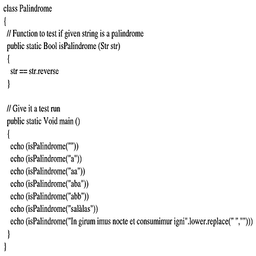 class Palindrome
{
// Function to test if given string is a palindrome
public static Bool isPalindrome (Str str)
{
str == str.reverse
}
// Give it a test run
public static Void main ()
{
echo (isPalindrome(""))
echo (isPalindrome("a"))
echo (isPalindrome("aa"))
echo (isPalindrome("aba"))
echo (isPalindrome("abb"))
echo (isPalindrome("salàlas"))
echo (isPalindrome("In girum imus nocte et consumimur igni".lower.replace(" ","")))
}
}